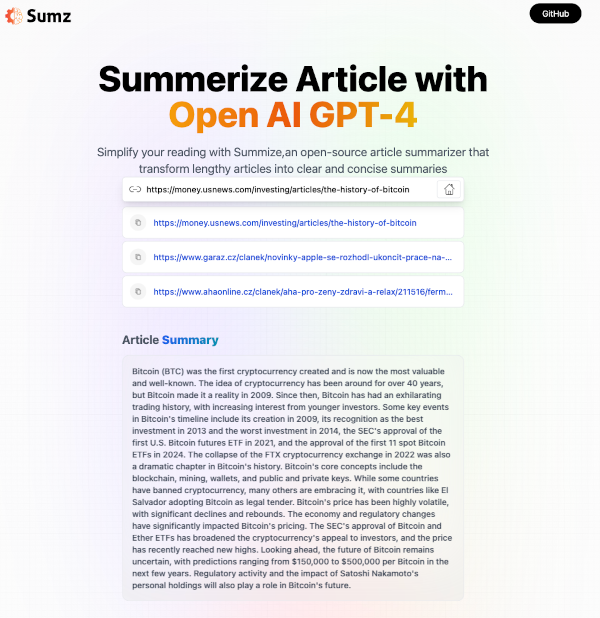 Sumz
GitHub
Summerize Article with
Open AI GPT-4
Simplify your reading with Summize,an open-source article summarizer that
transform lengthy articles into clear and concise summaries
https://money.usnews.com/investing/articles/the-history-of-bitcoin
https://money.usnews.com/investing/articles/the-history-of-bitcoin
https://www.garaz.cz/clanek/novinky-apple-se-rozhodl-ukoncit-prace-na-...
https://www.ahaonline.cz/clanek/aha-pro-zeny-zdravi-a-relax/211516/ferm...
Article Summary
Bitcoin (BTC) was the first cryptocurrency created and is now the most valuable
and well-known. The idea of cryptocurrency has been around for over 40 years,
but Bitcoin made it a reality in 2009. Since then, Bitcoin has had an exhilarating
trading history, with increasing interest from younger investors. Some key events
in Bitcoin's timeline include its creation in 2009, its recognition as the best
investment in 2013 and the worst investment in 2014, the SEC's approval of the
first U.S. Bitcoin futures ETF in 2021, and the approval of the first 11 spot Bitcoin
ETFs in 2024. The collapse of the FTX cryptocurrency exchange in 2022 was also
a dramatic chapter in Bitcoin's history. Bitcoin's core concepts include the
blockchain, mining, wallets, and public and private keys. While some countries
have banned cryptocurrency, many others are embracing it, with countries like El
Salvador adopting Bitcoin as legal tender. Bitcoin's price has been highly volatile,
with significant declines and rebounds. The economy and regulatory changes
have significantly impacted Bitcoin's pricing. The SEC's approval of Bitcoin and
Ether ETFs has broadened the cryptocurrency's appeal to investors, and the price
has recently reached new highs. Looking ahead, the future of Bitcoin remains
uncertain, with predictions ranging from $150,000 to $500,000 per Bitcoin in the
next few years. Regulatory activity and the impact of Satoshi Nakamoto's
personal holdings will also play a role in Bitcoin's future.